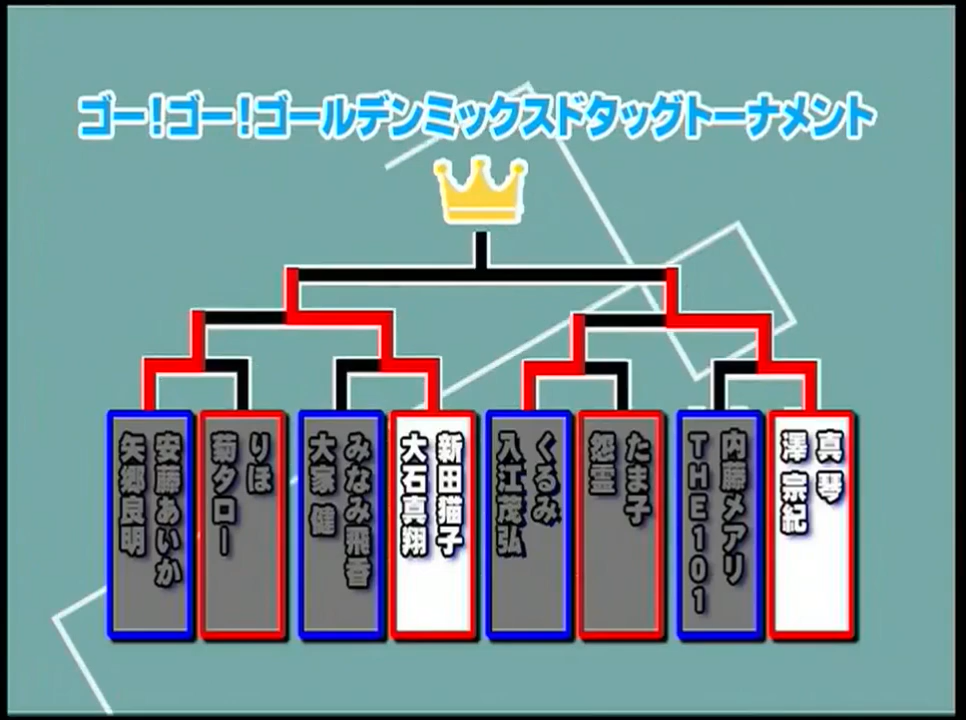 ゴー!ゴー!ゴールデンミックスドタッグトーナメント
安藤あいか
矢郷良明
りほ
菊タロー
みなみ飛香
大家 健
新田猫子
大石真翔
くるみ
入江茂弘
たま子
怨霊
内藤メアリ
THE101
真 琴
澤 宗紀